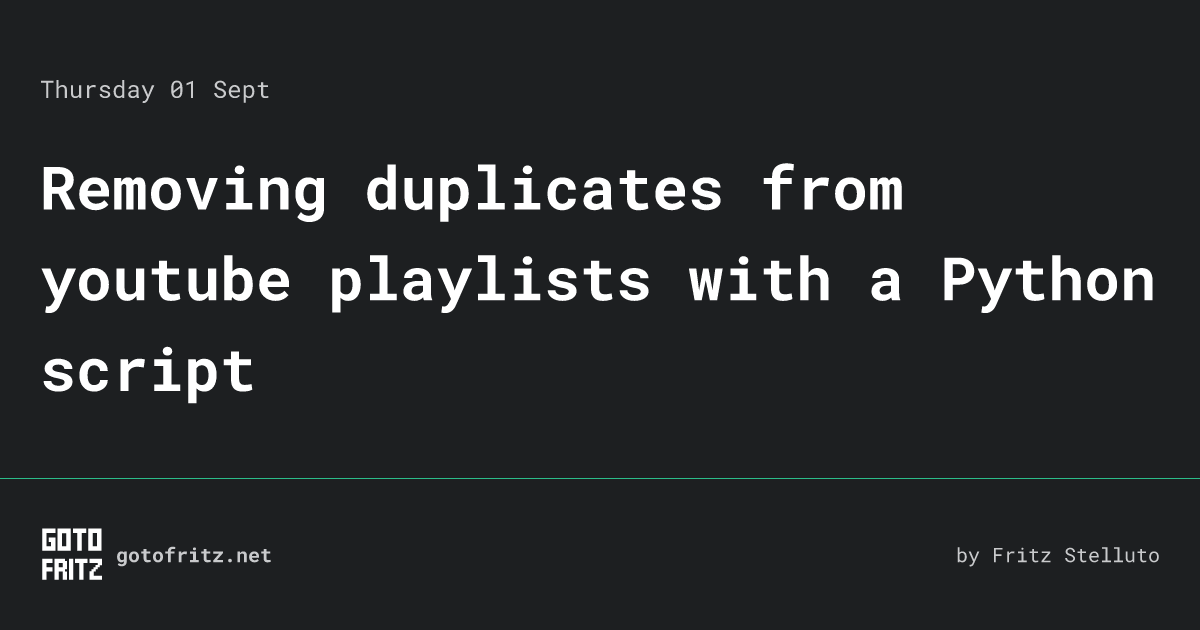 Thursday 01 Sept
Removing duplicates from
youtube playlists with a Python
script
GOTO
FRITZ
gotofritz.net
by Fritz Stelluto